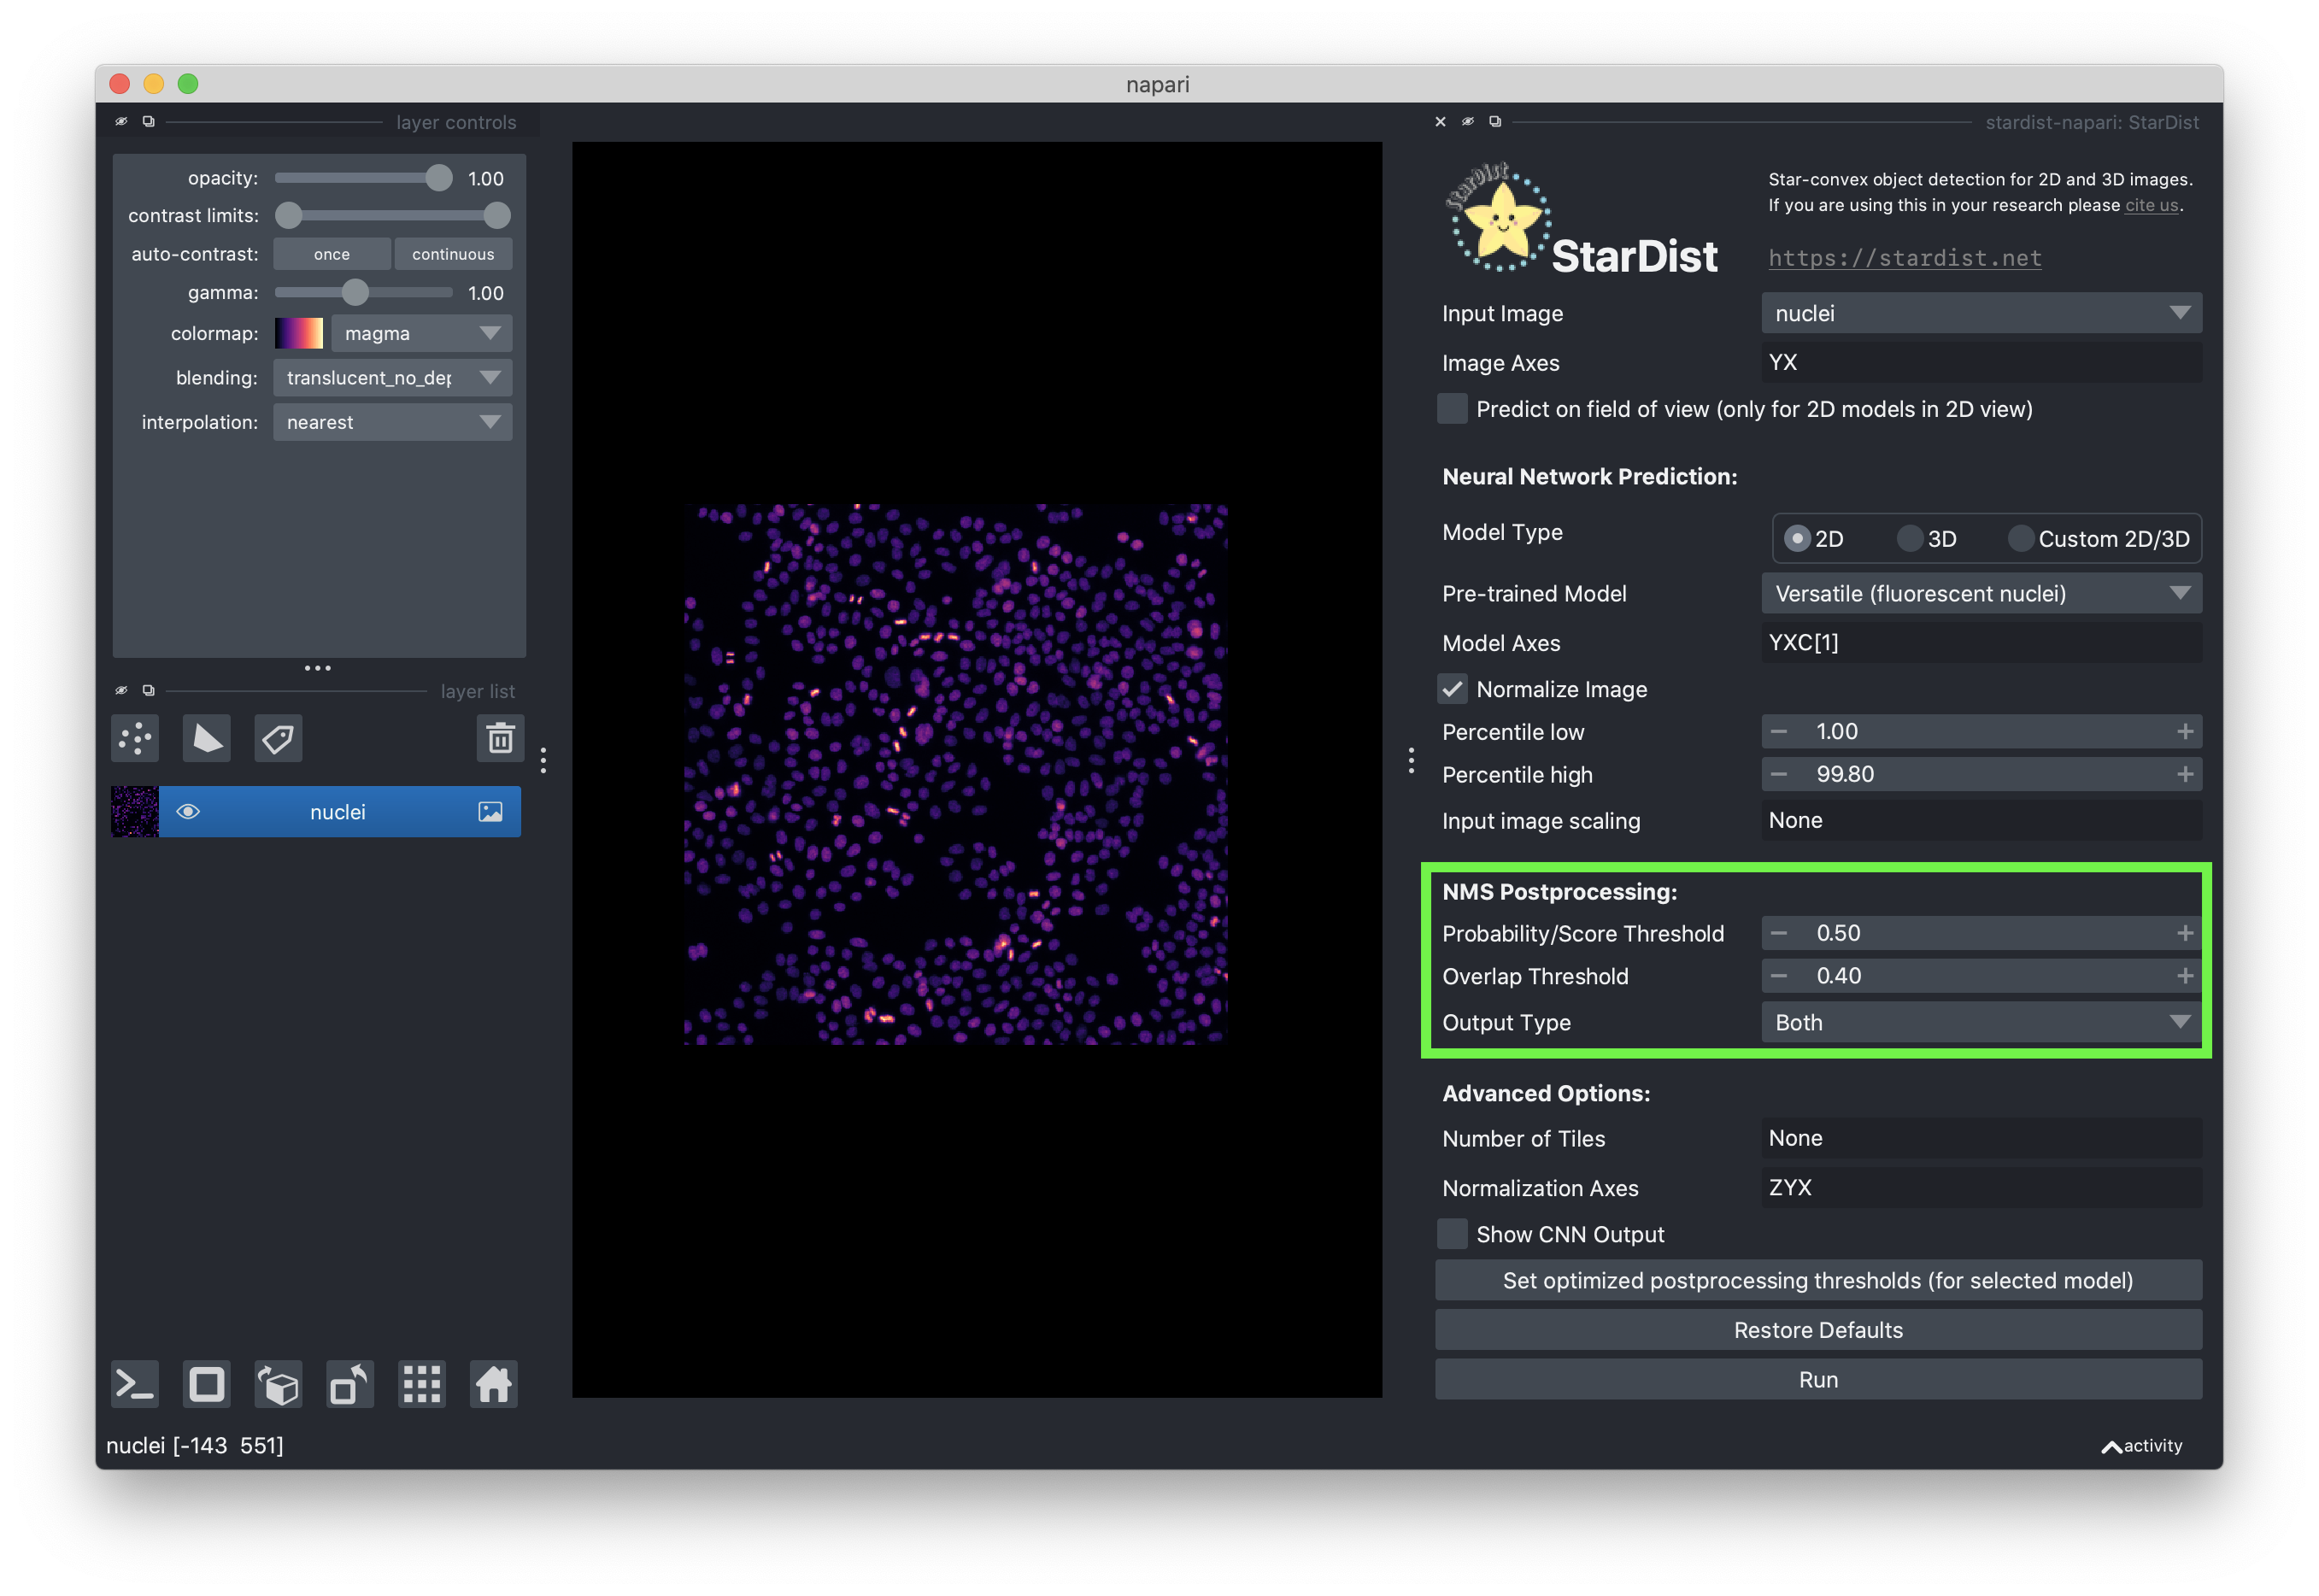 napari
layer controls
opacity: 1.00
contrast limits:
auto-contrast: once continuous
gamma: 1.00
colormap: magma
blending: translucent_no_dep
interpolation: nearest
layer list
nuclei
nuclei [-143 551]
stardist-napari: StarDist
StarDist
StarDist
Star-convex object detection for 2D and 3D images.
If you are using this in your research please cite us.
https://stardist.net
Input Image nuclei
Image Axes YX
Predict on field of view (only for 2D models in 2D view)
Neural Network Prediction:
Model Type 2D 3D Custom 2D/3D
Pre-trained Model Versatile (fluorescent nuclei)
Model Axes YXC[1]
Normalize Image
Percentile low 1.00
Percentile high 99.80
Input image scaling None
NMS Postprocessing:
Probability/Score Threshold 0.50
Overlap Threshold 0.40
Output Type Both
Advanced Options:
Number of Tiles None
Normalization Axes ZYX
Show CNN Output
Set optimized postprocessing thresholds (for selected model)
Restore Defaults
Run
activity